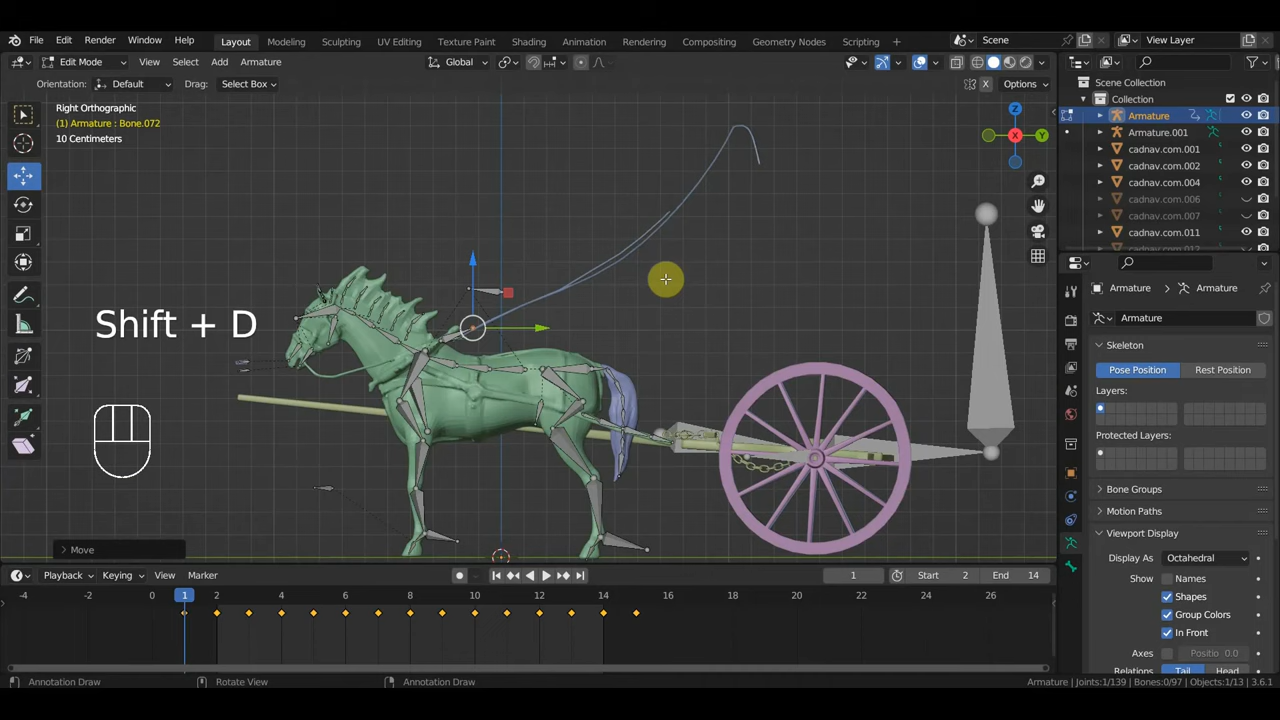 File Edit Render Window Help Layout Modeling Sculpting UV Editing Texture Paint Shading Animation Rendering Compositing Geometry Nodes Scripting + Scene View Layer
Edit Mode View Select Add Armature Global X Options
Orientation: Default Drag: Select Box
Right Orthographic
(1) Armature : Bone.072
10 Centimeters
Z
X
Y
Shift + D
Move
Scene Collection
Collection
Armature
Armature.001
cadnav.com.001
cadnav.com.002
cadnav.com.004
cadnav.com.006
cadnav.com.007
cadnav.com.011
Armature Armature
Armature
Skeleton
Pose Position Rest Position
Layers:
Protected Layers:
Bone Groups
Motion Paths
Viewport Display
Display As Octahedral
Show Names
Shapes
Group Colors
In Front
Axes Positio 0.0
Relations Tail Head
Playback Keying View Marker 1 Start 2 End 14
-4 -2 0 1 2 4 6 8 10 12 14 16 18 20 22 24 26
Annotation Draw Rotate View Annotation Draw Armature | Joints:1/139 | Bones:0/97 | Objects:1/13 | 3.6.1